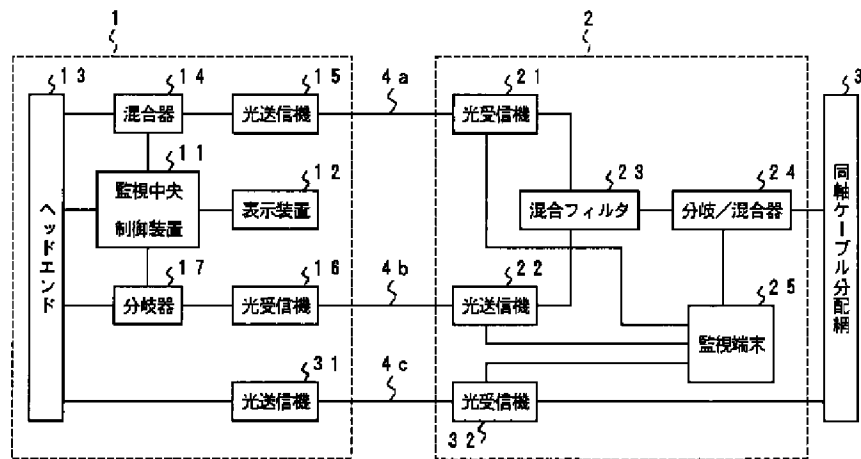 1
2
13
14
15
4a
21
3
混合器
光送信機
光受信機
11
12
23
24
監視中央
制御装置
表示装置
混合フィルタ
分岐/混合器
ヘッドエンド
同軸ケーブル分配網
17
16
4b
22
25
分岐器
光受信機
光送信機
監視端末
31
4c
光送信機
光受信機
32